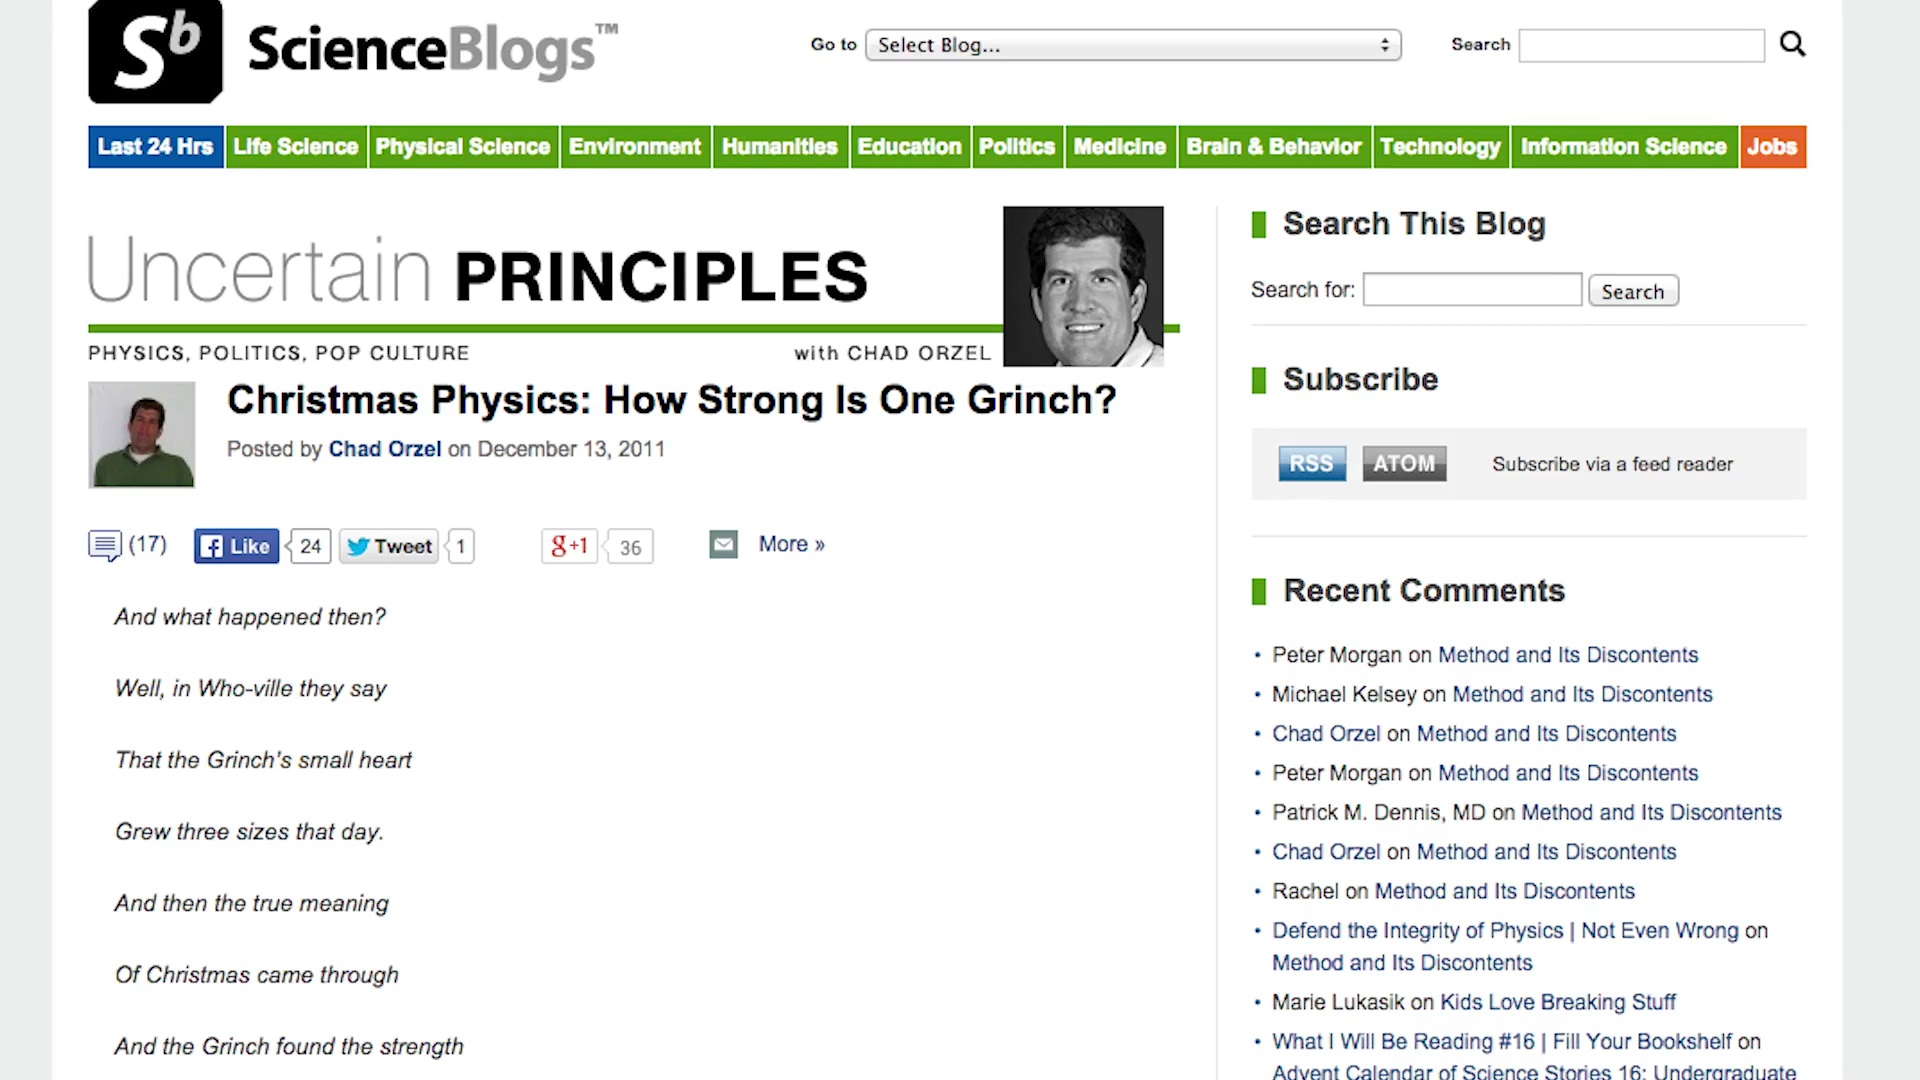 Sb ScienceBlogs™
Go to Select Blog... Search
Last 24 Hrs Life Science Physical Science Environment Humanities Education Politics Medicine Brain & Behavior Technology Information Science Jobs
Uncertain PRINCIPLES
PHYSICS, POLITICS, POP CULTURE with CHAD ORZEL
Christmas Physics: How Strong Is One Grinch?
Posted by Chad Orzel on December 13, 2011
(17) Like 24 Tweet 1 g+1 36 More »
And what happened then?
Well, in Who-ville they say
That the Grinch's small heart
Grew three sizes that day.
And then the true meaning
Of Christmas came through
And the Grinch found the strength
Search This Blog
Search for: Search
Subscribe
RSS ATOM Subscribe via a feed reader
Recent Comments
• Peter Morgan on Method and Its Discontents
• Michael Kelsey on Method and Its Discontents
• Chad Orzel on Method and Its Discontents
• Peter Morgan on Method and Its Discontents
• Patrick M. Dennis, MD on Method and Its Discontents
• Chad Orzel on Method and Its Discontents
• Rachel on Method and Its Discontents
• Defend the Integrity of Physics | Not Even Wrong on
Method and Its Discontents
• Marie Lukasik on Kids Love Breaking Stuff
• What I Will Be Reading #16 | Fill Your Bookshelf on
Advent Calendar of Science Stories 16: Undergraduate